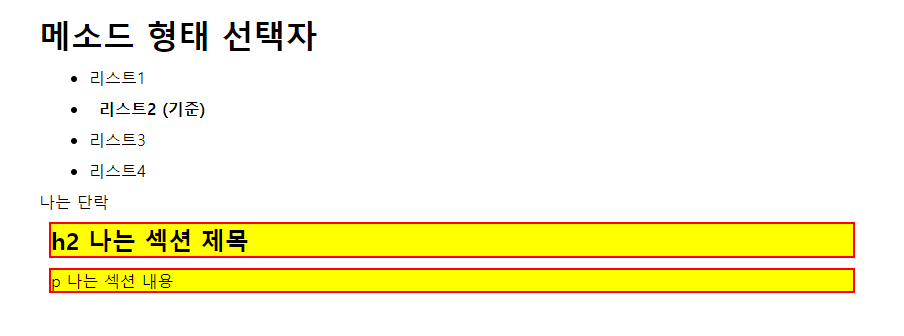 메소드 형태 선택자
리스트1
리스트2 (기준)
리스트3
리스트4
나는 단락
h2 나는 섹션 제목
p 나는 섹션 내용